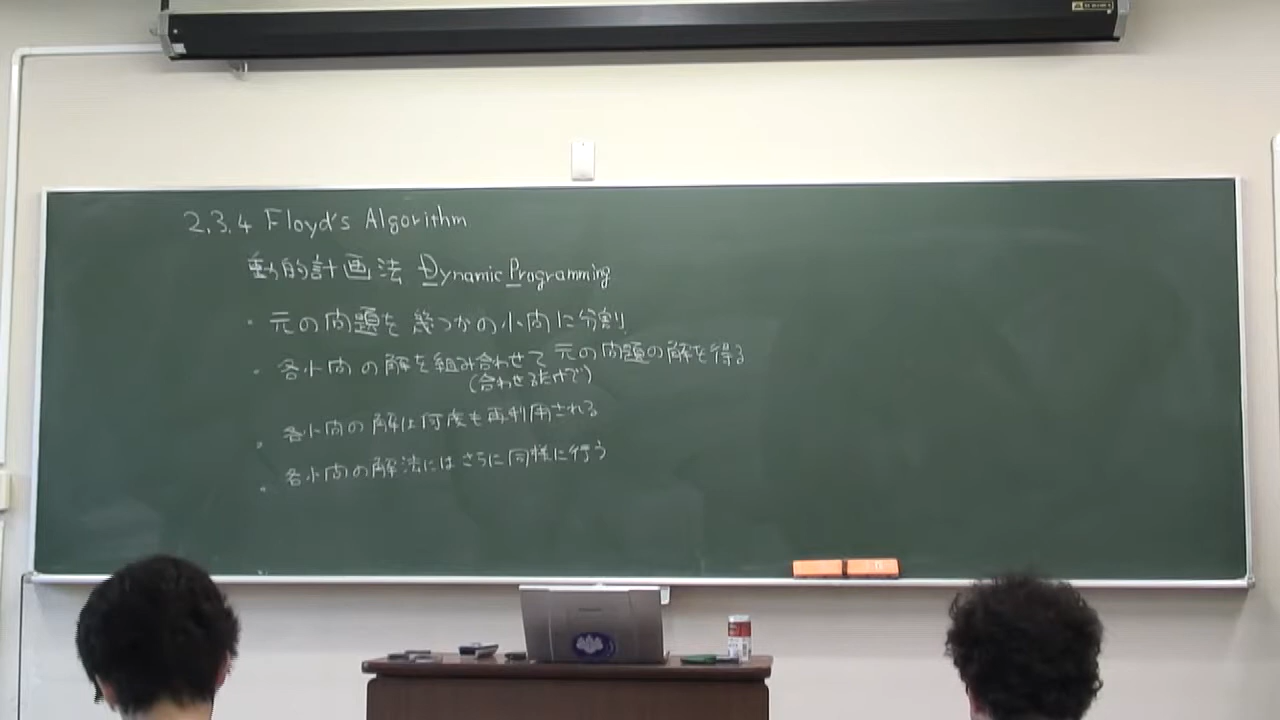 2.3.4 Floyd's Algorithm
動的計画法 Dynamic Programming
・元の問題を幾つかの小問に分割
・各小問の解を組み合わせて元の問題の解を得る
(合わせるだけで)
・各小問の解は何度も再利用される
・各小問の解法にはさらに同様に行う